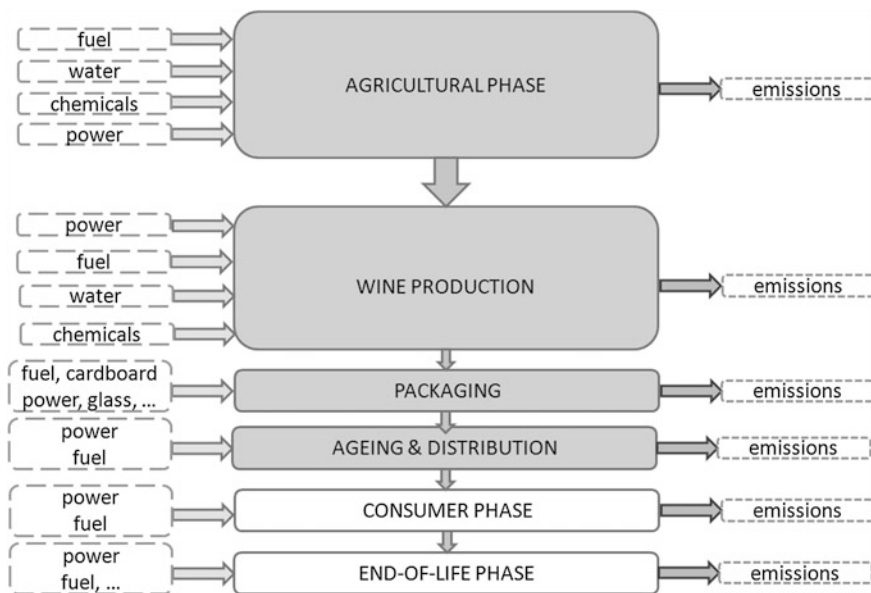 fuel
water
chemicals
power
AGRICULTURAL PHASE
emissions
power
fuel
water
chemicals
WINE PRODUCTION
emissions
fuel, cardboard
power, glass, ...
PACKAGING
emissions
power
fuel
AGEING & DISTRIBUTION
emissions
power
fuel
CONSUMER PHASE
emissions
power
fuel, ...
END-OF-LIFE PHASE
emissions